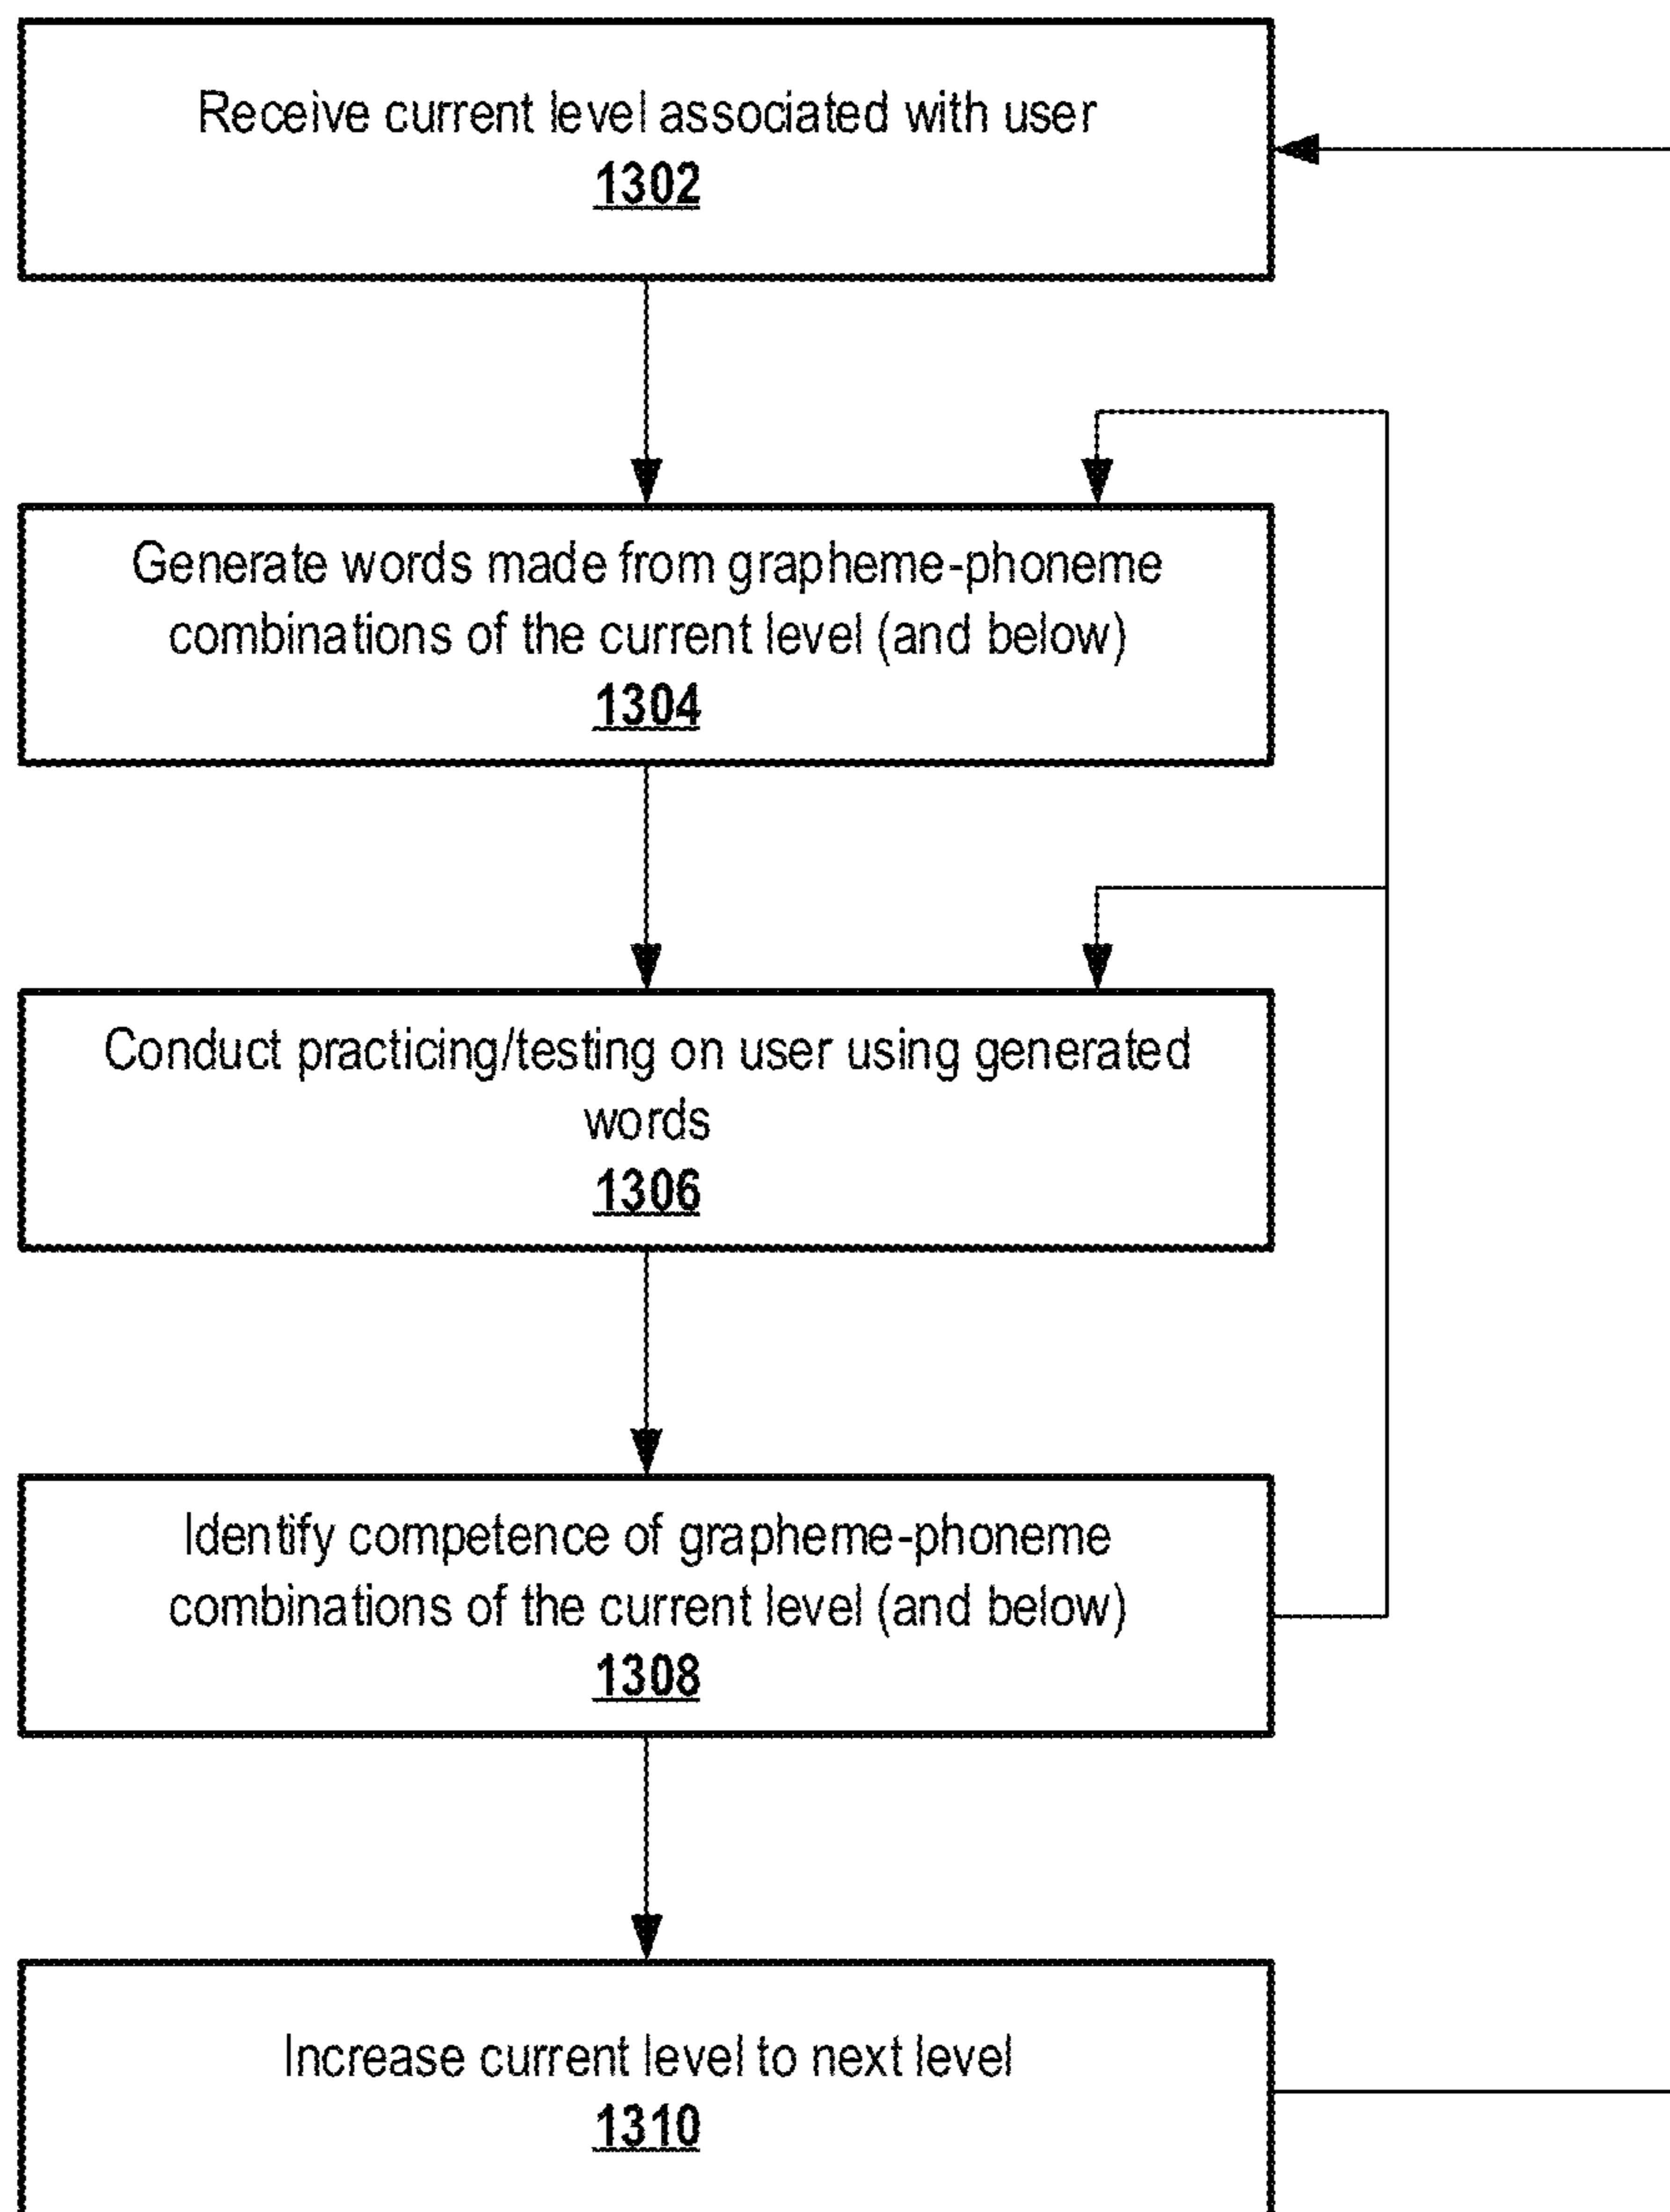 Receive current level associated with user
1302
Generate words made from grapheme-phoneme
combinations of the current level (and below)
1304
Conduct practicing/testing on user using generated
words
1306
Identify competence of grapheme-phoneme
combinations of the current level (and below)
1308
Increase current level to next level
1310